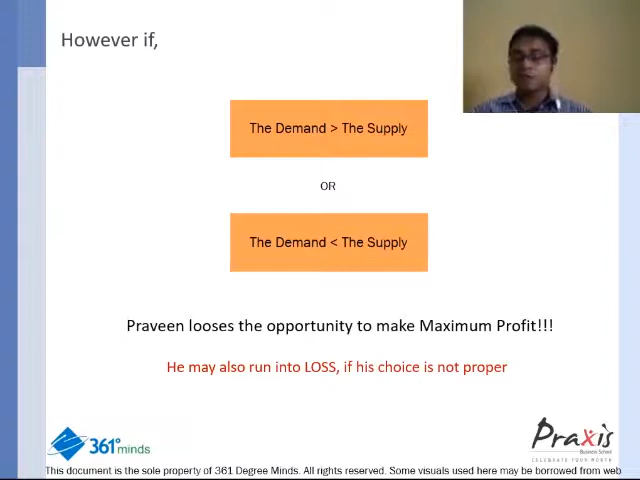 However if,
The Demand > The Supply
OR
The Demand < The Supply
Praveen looses the opportunity to make Maximum Profit!!!
He may also run into LOSS, if his choice is not proper
361° minds
Praxis
Business School
CELEBRATE YOUR WORTH
This document is the sole property of 361 Degree Minds. All rights reserved. Some visuals used here may be borrowed from web